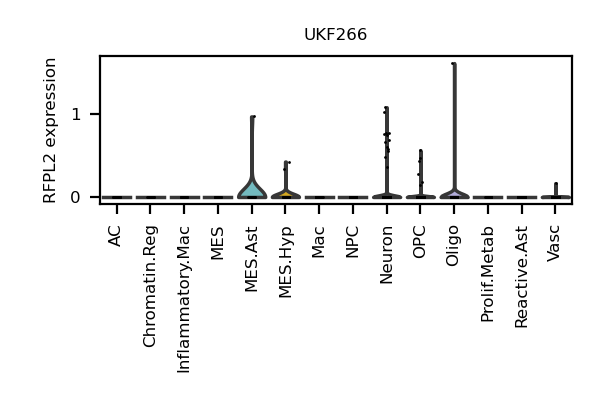 UKF266
RFPL2 expression
1
0
AC
Chromatin.Reg
Inflammatory.Mac
MES
MES.Ast
MES.Hyp
Mac
NPC
Neuron
OPC
Oligo
Prolif.Metab
Reactive.Ast
Vasc